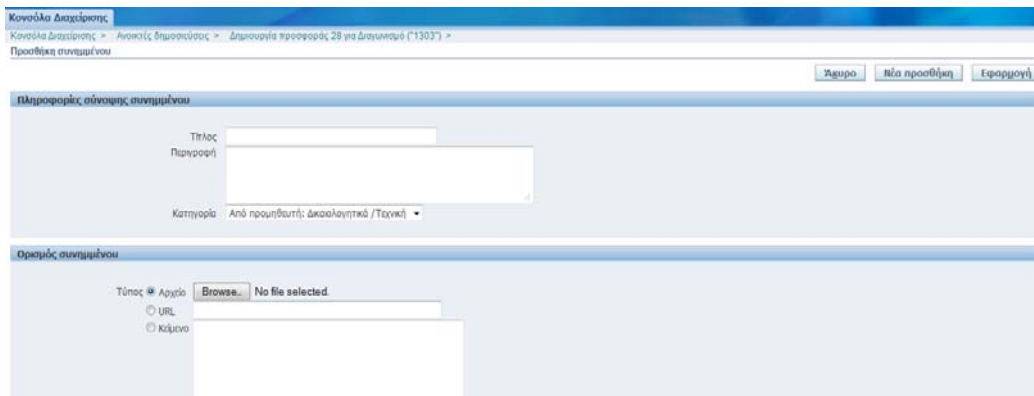 Κονσόλα Διαχείρισης
Κονσόλα Διαχείρισης > Ανοικτές δημοσιεύσεις > Δημιουργία προσφοράς 28 για Διαγωνισμό ("1303") >
Προσθήκη συνημμένου
Άκυρο Νέα προσθήκη Εφαρμογή
Πληροφορίες σύνοψης συνημμένου
Τίτλος
Περιγραφή
Κατηγορία Από προμηθευτή: Δικαιολογητικά /Τεχνική
Ορισμός συνημμένου
Τύπος Αρχείο Browse.. No file selected.
URL
Κείμενο